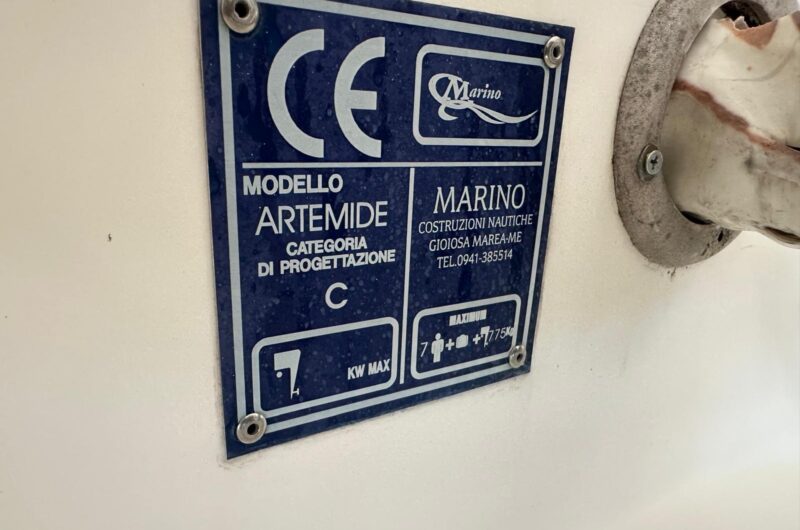 CE
Marino
MODELLO
ARTEMIDE
CATEGORIA
DI PROGETTAZIONE
C
KW MAX
MARINO
COSTRUZIONI NAUTICHE
GIOIOSA MAREA-ME
TEL.0941-385514
MAXIMUM
7 + + 775Kg